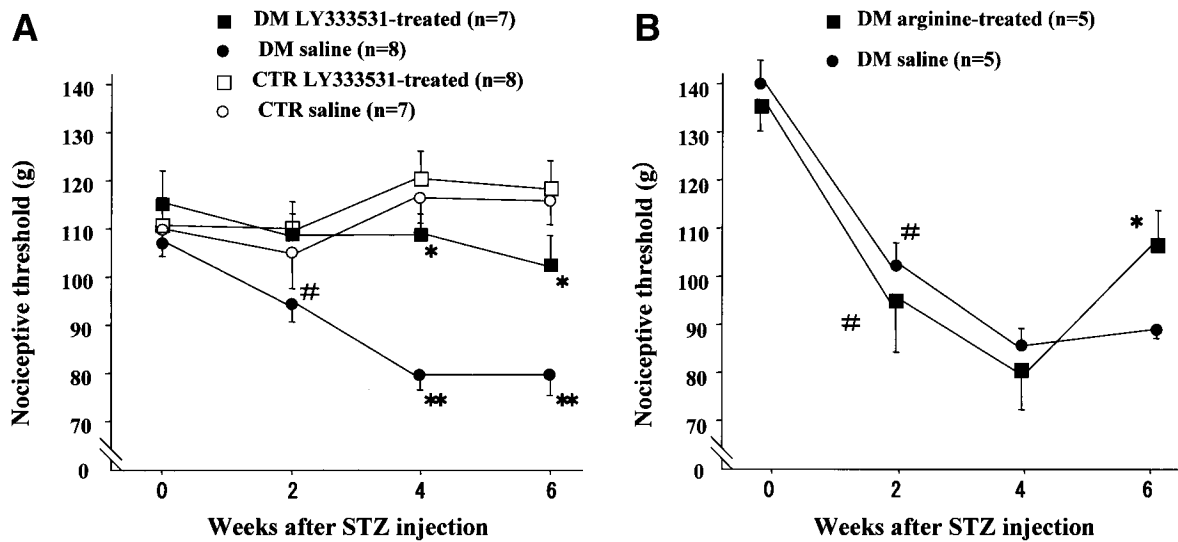 A
DM LY333531-treated (n=7)
DM saline (n=8)
CTR LY333531-treated (n=8)
CTR saline (n=7)
Nociceptive threshold (g)
140
130
120
110
100
90
80
70
0
#
*
*
**
**
0 2 4 6
Weeks after STZ injection
B
DM arginine-treated (n=5)
DM saline (n=5)
Nociceptive threshold (g)
140
130
120
110
100
90
80
70
0
#
#
*
0 2 4 6
Weeks after STZ injection